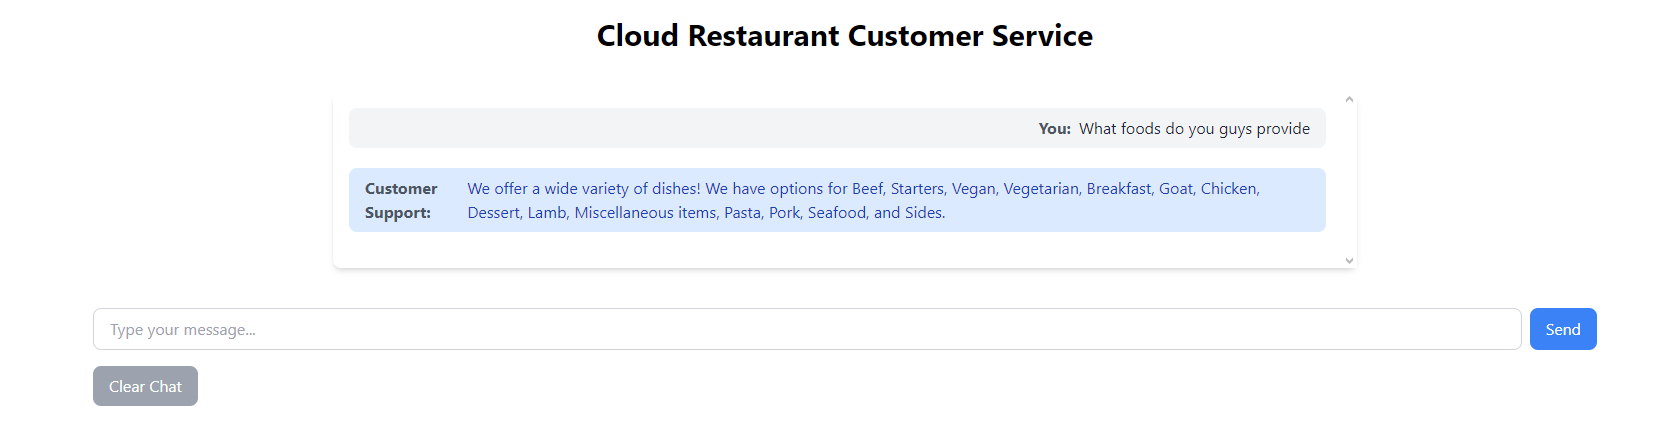 Cloud Restaurant Customer Service
You: What foods do you guys provide
Customer Support: We offer a wide variety of dishes! We have options for Beef, Starters, Vegan, Vegetarian, Breakfast, Goat, Chicken,
Dessert, Lamb, Miscellaneous items, Pasta, Pork, Seafood, and Sides.
Type your message...
Send
Clear Chat